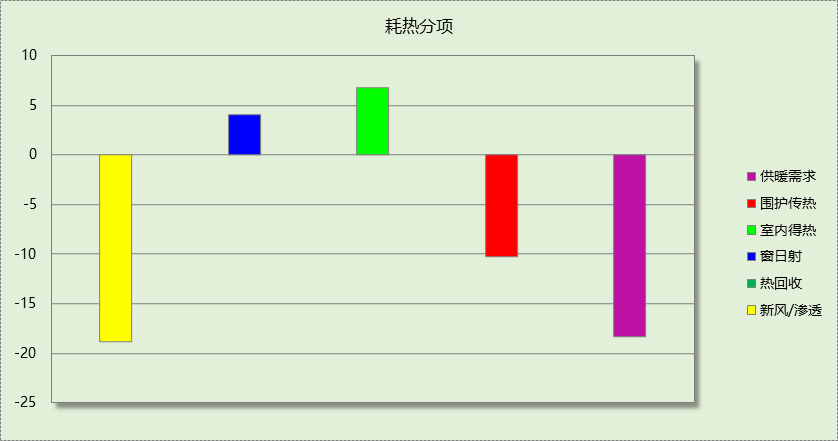 耗热分项
10
5
0
-5
-10
-15
-20
-25
供暖需求
围护传热
室内得热
窗日射
热回收
新风/渗透